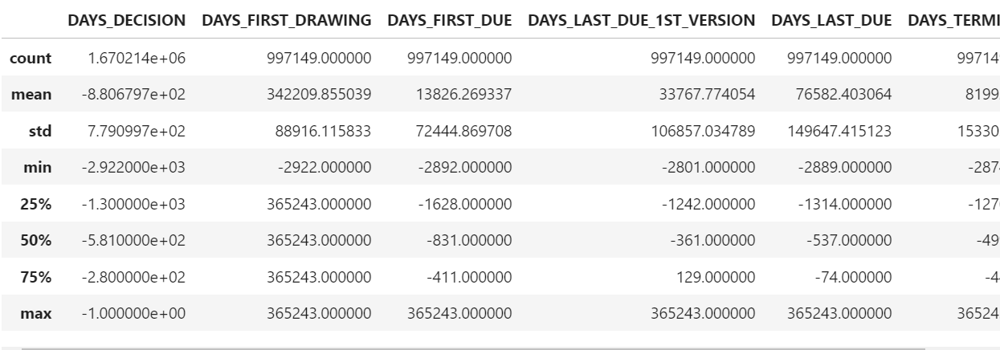 DAYS_DECISION DAYS_FIRST_DRAWING DAYS_FIRST_DUE DAYS_LAST_DUE_1ST_VERSION DAYS_LAST_DUE DAYS_TERMI
count 1.670214e+06 997149.000000 997149.000000 997149.000000 997149.000000 99714
mean -8.806797e+02 342209.855039 13826.269337 33767.774054 76582.403064 8199
std 7.790997e+02 88916.115833 72444.869708 106857.034789 149647.415123 15330
min -2.922000e+03 -2922.000000 -2892.000000 -2801.000000 -2889.000000 -287
25% -1.300000e+03 365243.000000 -1628.000000 -1242.000000 -1314.000000 -127
50% -5.810000e+02 365243.000000 -831.000000 -361.000000 -537.000000 -49
75% -2.800000e+02 365243.000000 -411.000000 129.000000 -74.000000 -4
max -1.000000e+00 365243.000000 365243.000000 365243.000000 365243.000000 36524